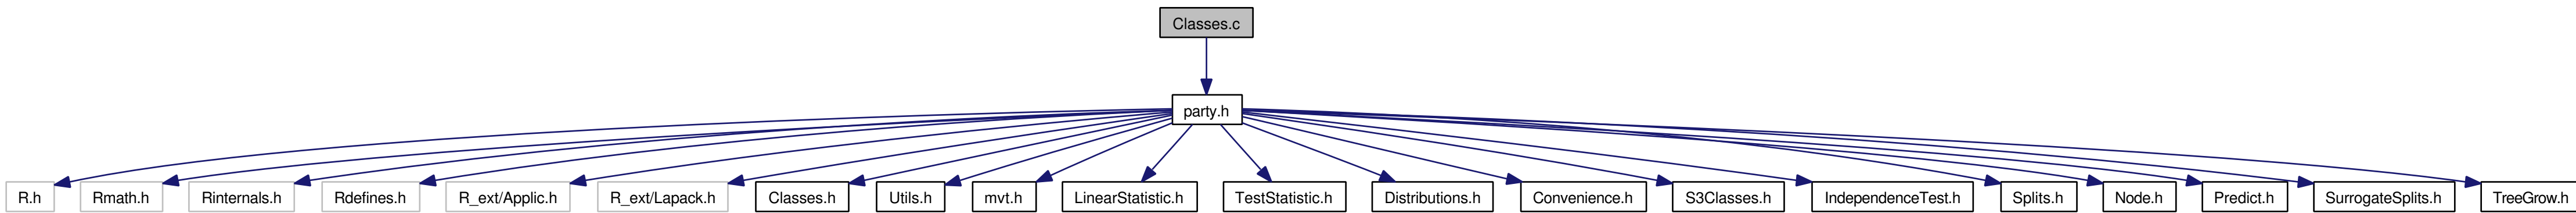 Classes.c
party.h
R.h
Rmath.h
Rinternals.h
Rdefines.h
R_ext/Applic.h
R_ext/Lapack.h
Classes.h
Utils.h
mvt.h
LinearStatistic.h
TestStatistic.h
Distributions.h
Convenience.h
S3Classes.h
IndependenceTest.h
Splits.h
Node.h
Predict.h
SurrogateSplits.h
TreeGrow.h